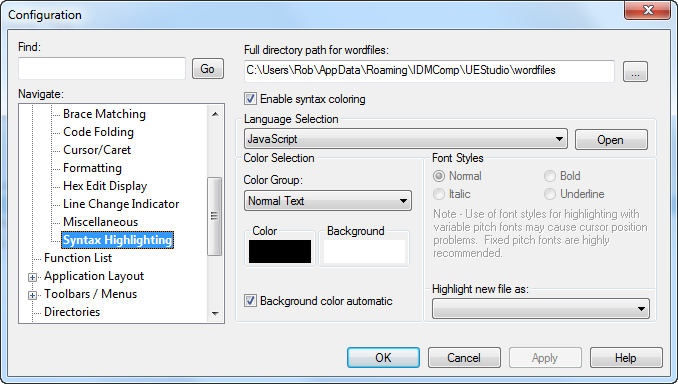 Configuration
Find:
Go
Navigate:
Brace Matching
Code Folding
Cursor/Caret
Formatting
Hex Edit Display
Line Change Indicator
Miscellaneous
Syntax Highlighting
Function List
Application Layout
Toolbars / Menus
Directories
Full directory path for wordfiles:
C:\Users\Rob\AppData\Roaming\IDMComp\UEStudio\wordfiles
...
Enable syntax coloring
Language Selection
JavaScript
Open
Color Selection
Color Group:
Normal Text
Color
Background
Background color automatic
Font Styles
Normal
Bold
Italic
Underline
Note - Use of font styles for highlighting with
variable pitch fonts may cause cursor position
problems.  Fixed pitch fonts are highly
recommended.
Highlight new file as:
OK
Cancel
Apply
Help